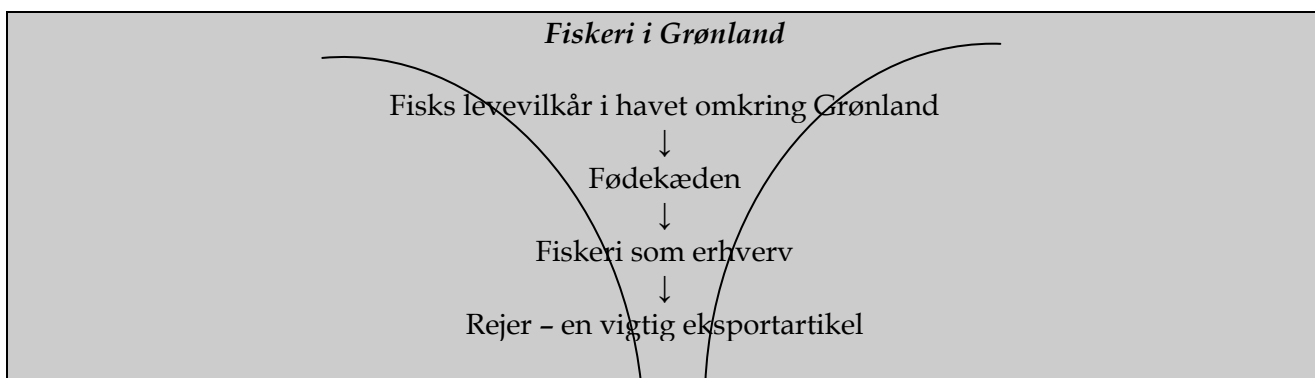 Fiskeri i Grønland
Fisks levevilkår i havet omkring Grønland
↓
Fødekæden
↓
Fiskeri som erhverv
↓
Rejer – en vigtig eksportartikel